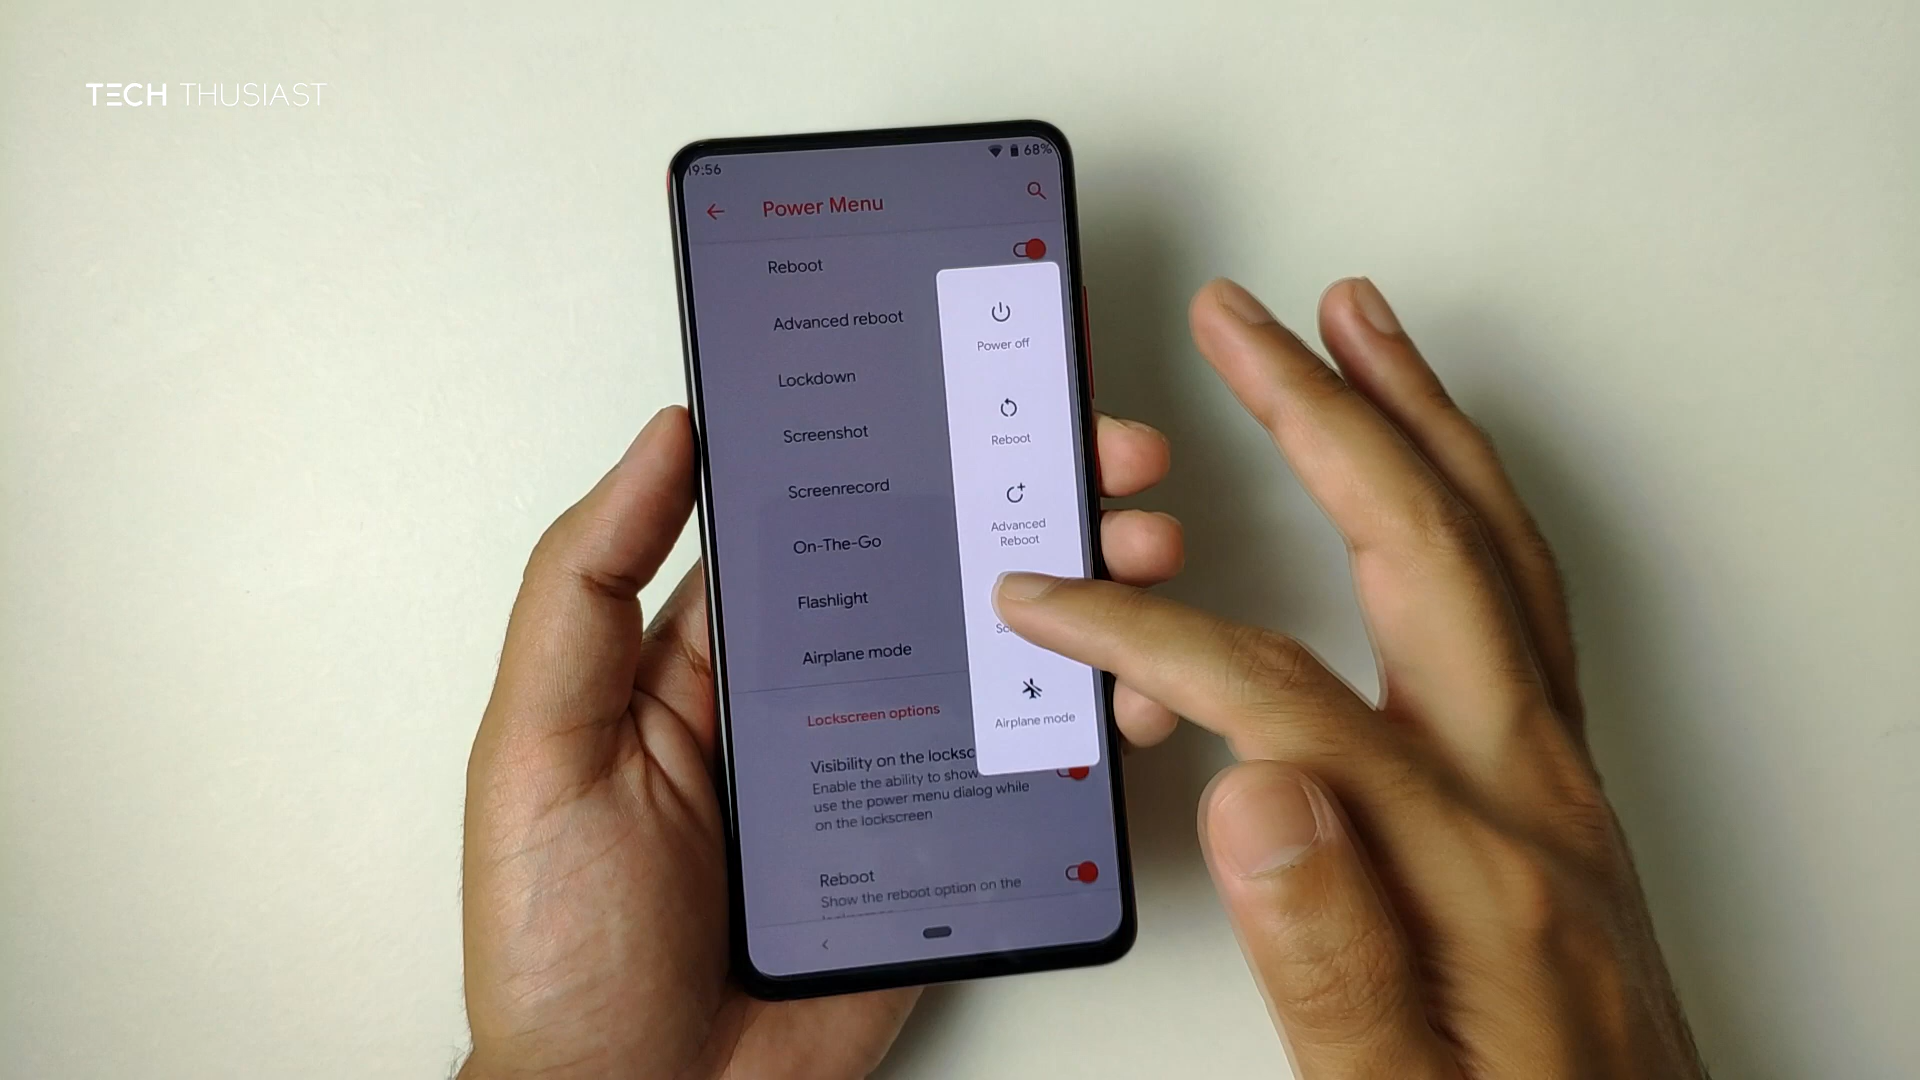 TECH THUSIAST
19:56
68%
Power Menu
Reboot
Advanced reboot
Lockdown
Screenshot
Screenrecord
On-The-Go
Flashlight
Airplane mode
Lockscreen options
Visibility on the locksc
Enable the ability to show
use the power menu dialog while
on the lockscreen
Reboot
Show the reboot option on the
Power off
Reboot
Advanced
Reboot
Airplane mode